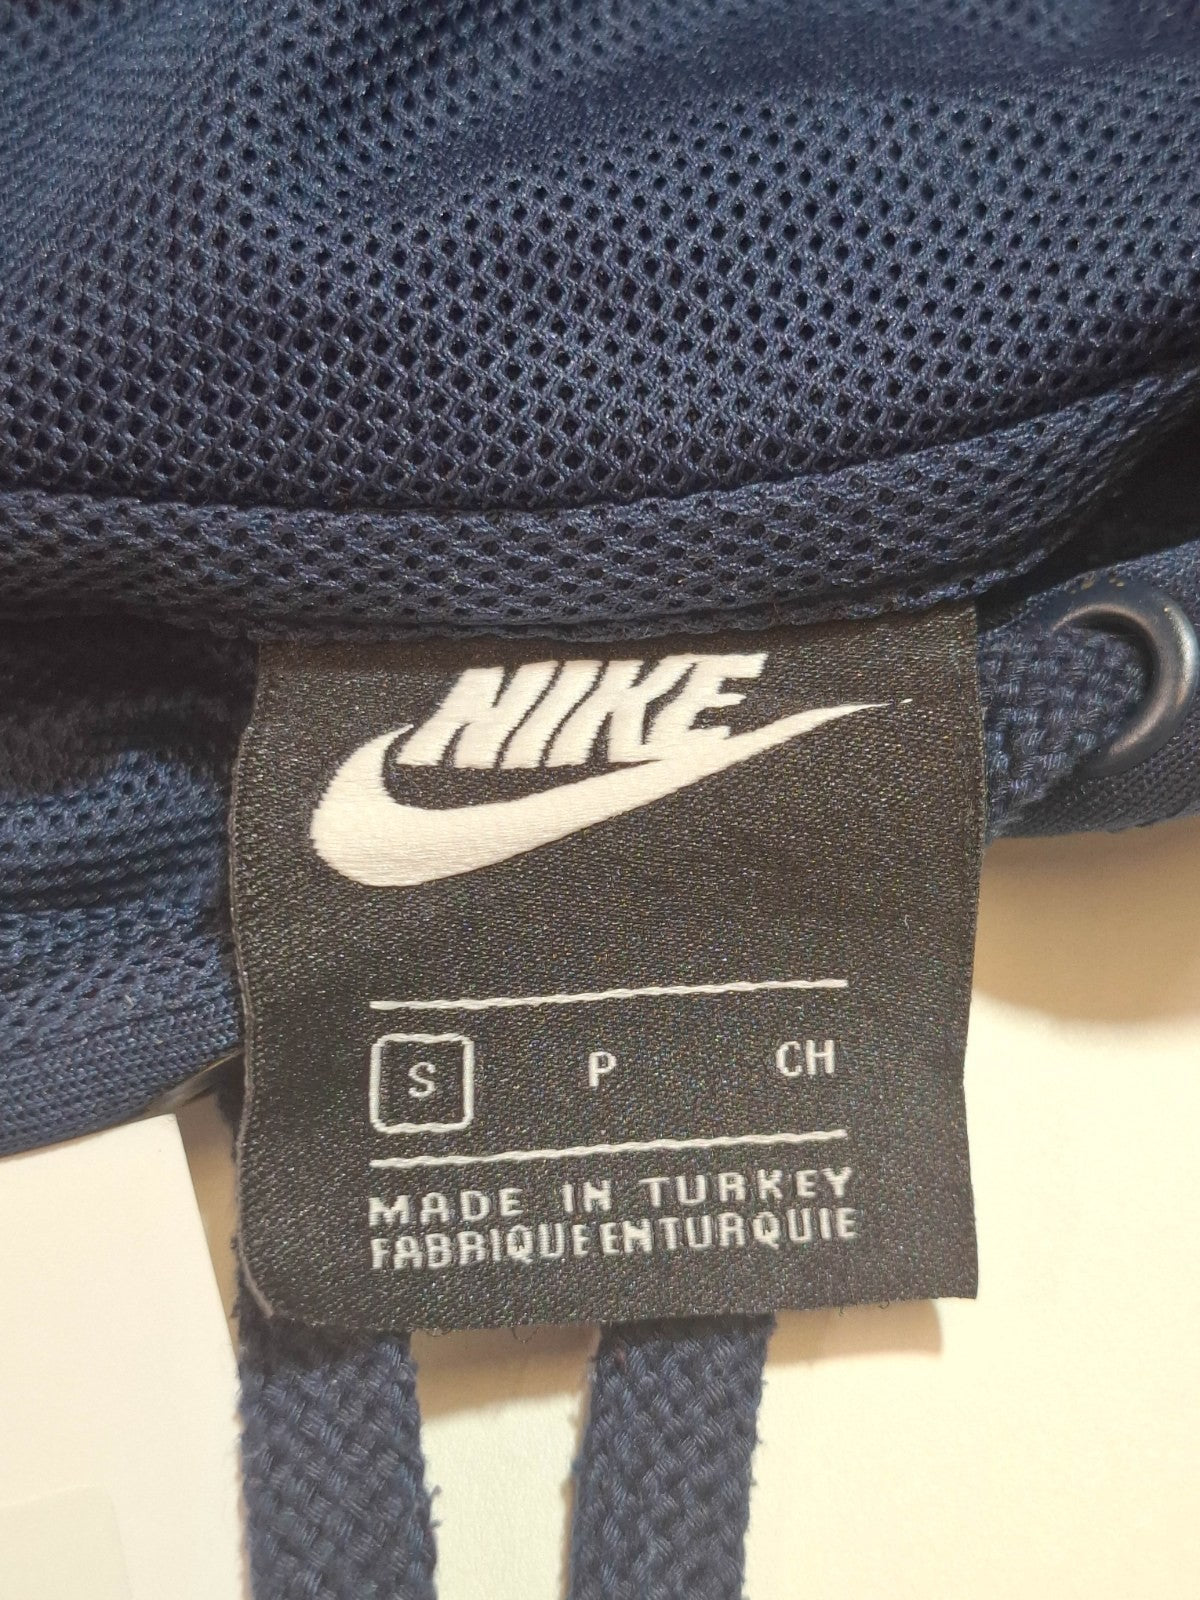 NIKE
S P CH
MADE IN TURKEY
FABRIQUE EN TURQUIE